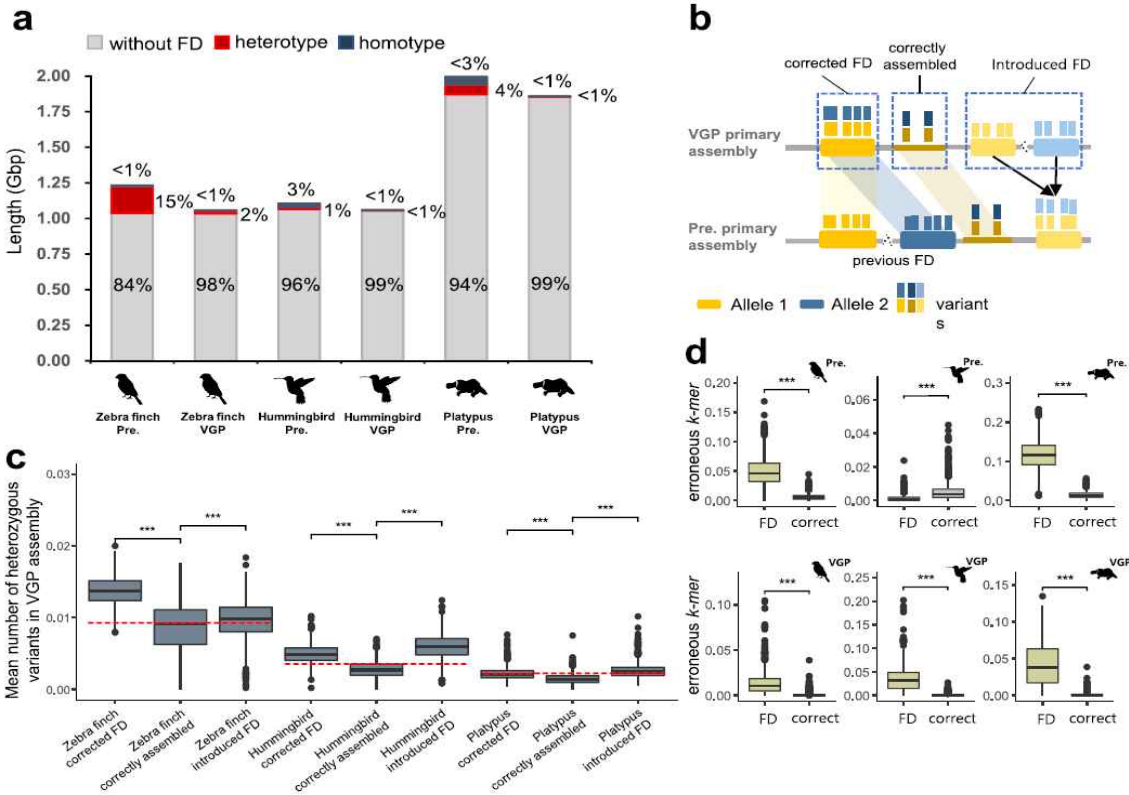 a
without FD
heterotype
homotype
Length (Gbp)
2.00
1.75
1.50
1.25
1.00
0.75
0.50
0.25
0.00
<1%
15%
84%
<1%
2%
98%
3%
1%
96%
<1%
<1%
99%
<3%
4%
94%
<1%
<1%
99%
Zebra finch
Pre.
Zebra finch
VGP
Hummingbird
Pre.
Hummingbird
VGP
Platypus
Pre.
Platypus
VGP
b
corrected FD
correctly
assembled
Introduced FD
VGP primary
assembly
Pre. primary
assembly
previous FD
Allele 1
Allele 2
variant
s
c
Mean number of heterozygous
variants in VGP assembly
0.03
0.02
0.01
0.00
***
***
***
***
***
***
Zebra finch
corrected FD
Zebra finch
correctly assembled
Zebra finch
introduced FD
Hummingbird
corrected FD
Hummingbird
correctly assembled
Hummingbird
introduced FD
Platypus
corrected FD
Platypus
correctly assembled
Platypus
introduced FD
d
erroneous k-mer
Pre.
***
0,20
0.15
0.10
0.05
0.00
FD
correct
Pre.
***
0.06
0.04
0.02
0.00
FD
correct
Pre.
***
0.3
0.2
0.1
0.0
FD
correct
erroneous k-mer
VGP
***
0.10
0.05
0.00
FD
correct
VGP
***
0.25
0.20
0.15
0.10
0.05
0.00
FD
correct
VGP
***
0.15
0.10
0.05
0.00
FD
correct